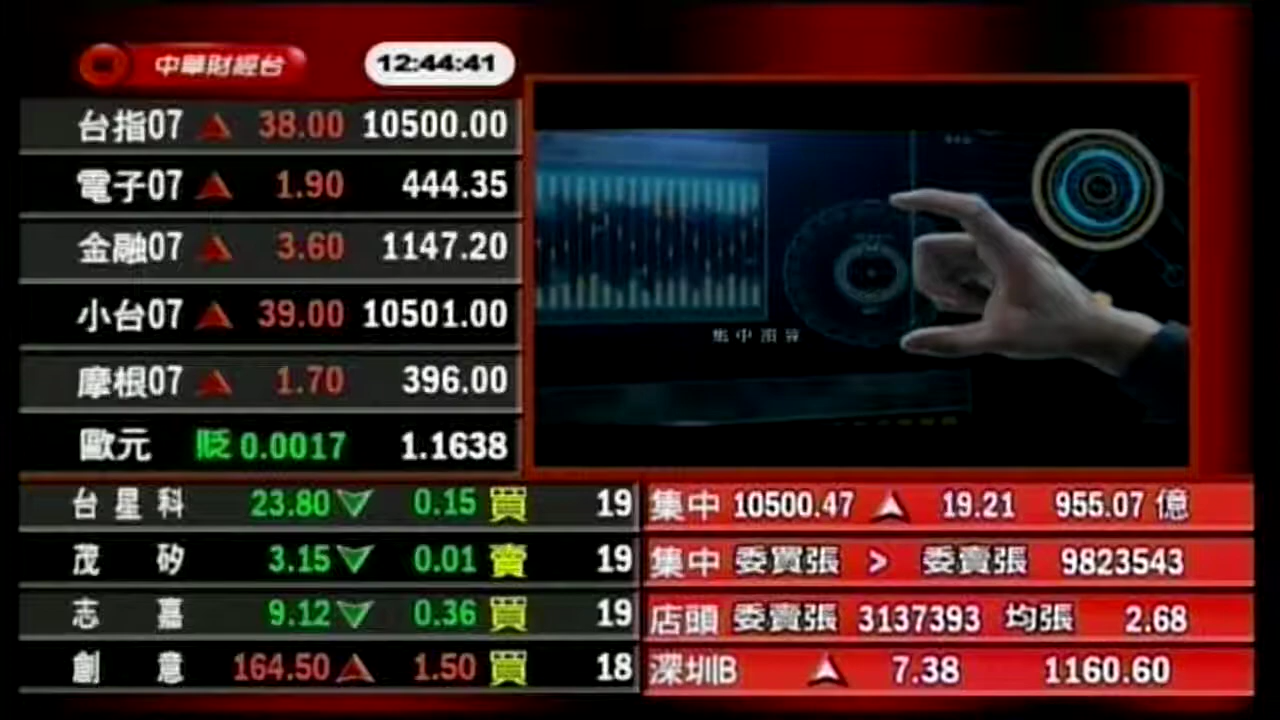 中華財經台 12:44:41
台指07 ▲ 38.00 10500.00
電子07 ▲ 1.90 444.35
金融07 ▲ 3.60 1147.20
小台07 ▲ 39.00 10501.00
摩根07 ▲ 1.70 396.00
歐元 貶 0.0017 1.1638
台星科 23.80 ▽ 0.15 買 19
茂矽 3.15 ▽ 0.01 賣 19
志嘉 9.12 ▽ 0.36 買 19
創意 164.50 △ 1.50 買 18
集中 10500.47 ▲ 19.21 955.07 億
集中 委買張 > 委賣張 9823543
店頭 委賣張 3137393 均張 2.68
深圳B ▲ 7.38 1160.60